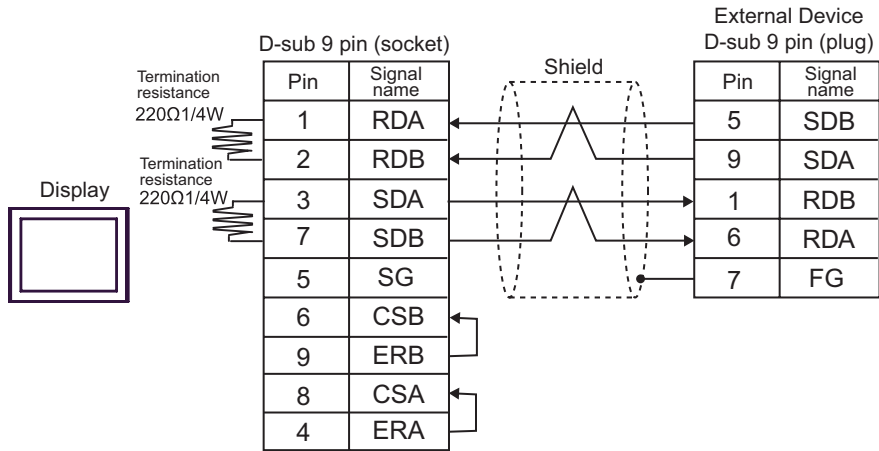 External Device
D-sub 9 pin (socket)
D-sub 9 pin (plug)
Shield
Termination
resistance
220Ω1/4W
Termination
resistance
220Ω1/4W
Display
Pin Signal name
1 RDA
2 RDB
3 SDA
7 SDB
5 SG
6 CSB
9 ERB
8 CSA
4 ERA
Pin Signal name
5 SDB
9 SDA
1 RDB
6 RDA
7 FG